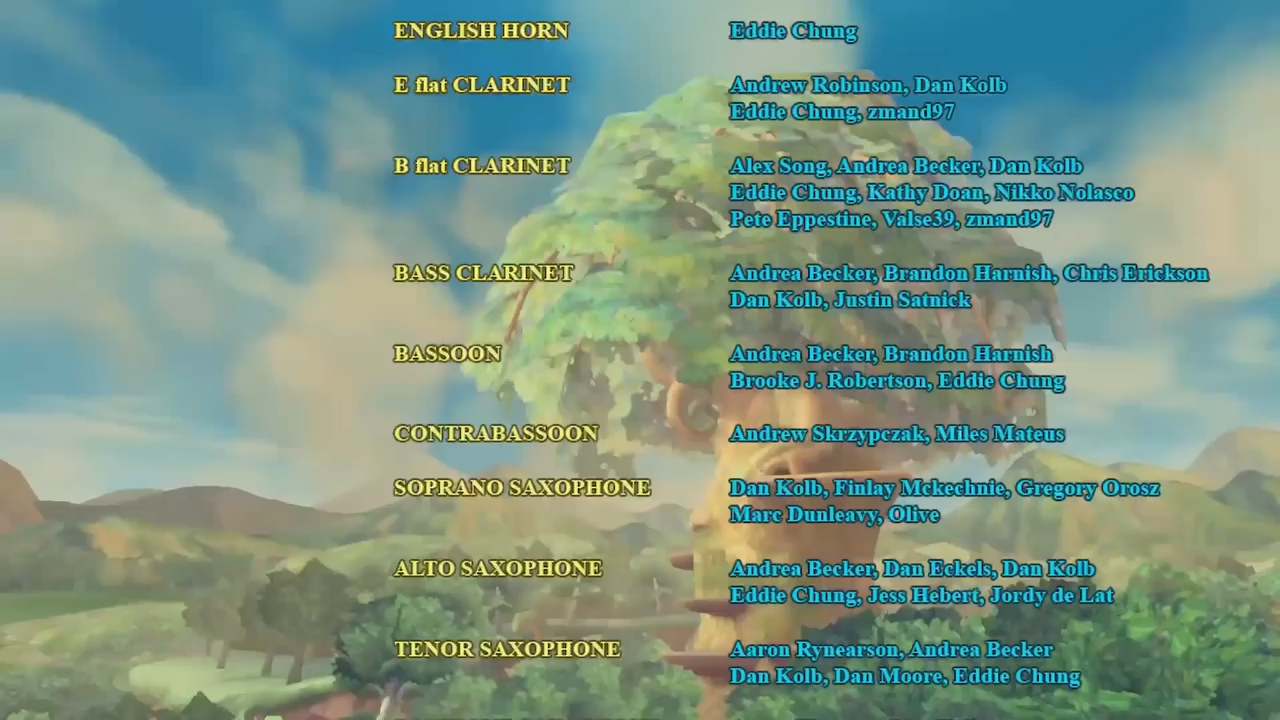 ENGLISH HORN Eddie Chung
E flat CLARINET Andrew Robinson, Dan Kolb
Eddie Chung, zmand97
B flat CLARINET Alex Song, Andrea Becker, Dan Kolb
Eddie Chung, Kathy Doan, Nikko Nolasco
Pete Eppestine, Valse39, zmand97
BASS CLARINET Andrea Becker, Brandon Harnish, Chris Erickson
Dan Kolb, Justin Satnick
BASSOON Andrea Becker, Brandon Harnish
Brooke J. Robertson, Eddie Chung
CONTRABASSOON Andrew Skrzypczak, Miles Mateus
SOPRANO SAXOPHONE Dan Kolb, Finlay Mckechnie, Gregory Orosz
Marc Dunleavy, Olive
ALTO SAXOPHONE Andrea Becker, Dan Eckels, Dan Kolb
Eddie Chung, Jess Hebert, Jordy de Lat
TENOR SAXOPHONE Aaron Rynearson, Andrea Becker
Dan Kolb, Dan Moore, Eddie Chung